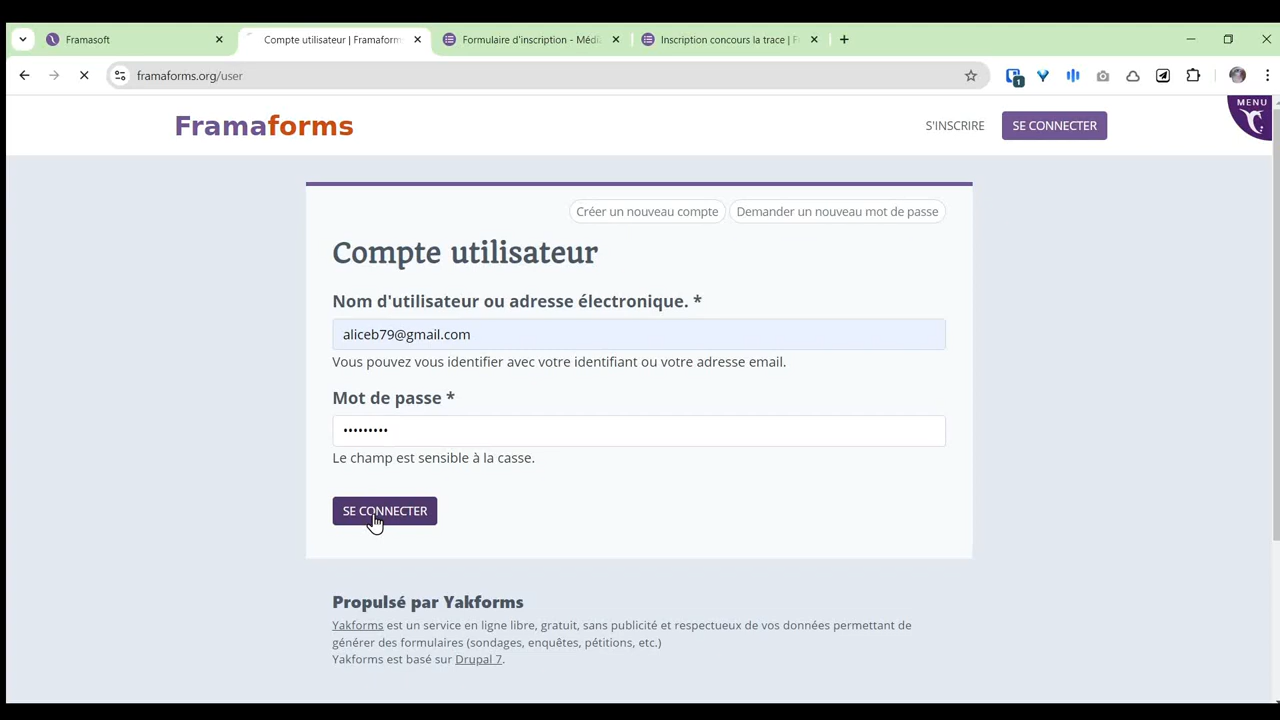 Framasoft
Compte utilisateur | Framaform
Formulaire d'inscription - Médi
Inscription concours la trace | F
framaforms.org/user
1
MENU
Framaforms
S'INSCRIRE
SE CONNECTER
Créer un nouveau compte
Demander un nouveau mot de passe
Compte utilisateur
Nom d'utilisateur ou adresse électronique. *
aliceb79@gmail.com
Vous pouvez vous identifier avec votre identifiant ou votre adresse email.
Mot de passe *
•••••••••
Le champ est sensible à la casse.
SE CONNECTER
Propulsé par Yakforms
Yakforms est un service en ligne libre, gratuit, sans publicité et respectueux de vos données permettant de
générer des formulaires (sondages, enquêtes, pétitions, etc.)
Yakforms est basé sur Drupal 7.